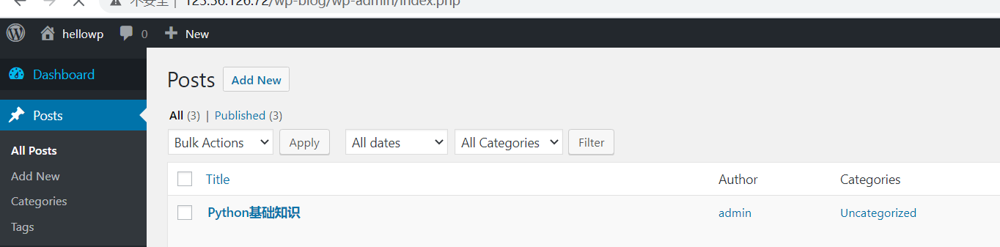 不安全 | 123.56.126.72/wp-blog/wp-admin/index.php
hellowp 0 New
Dashboard
Posts
All Posts
Add New
Categories
Tags
Posts Add New
All (3) | Published (3)
Bulk Actions Apply All dates All Categories Filter
Title Author Categories
Python基础知识 admin Uncategorized